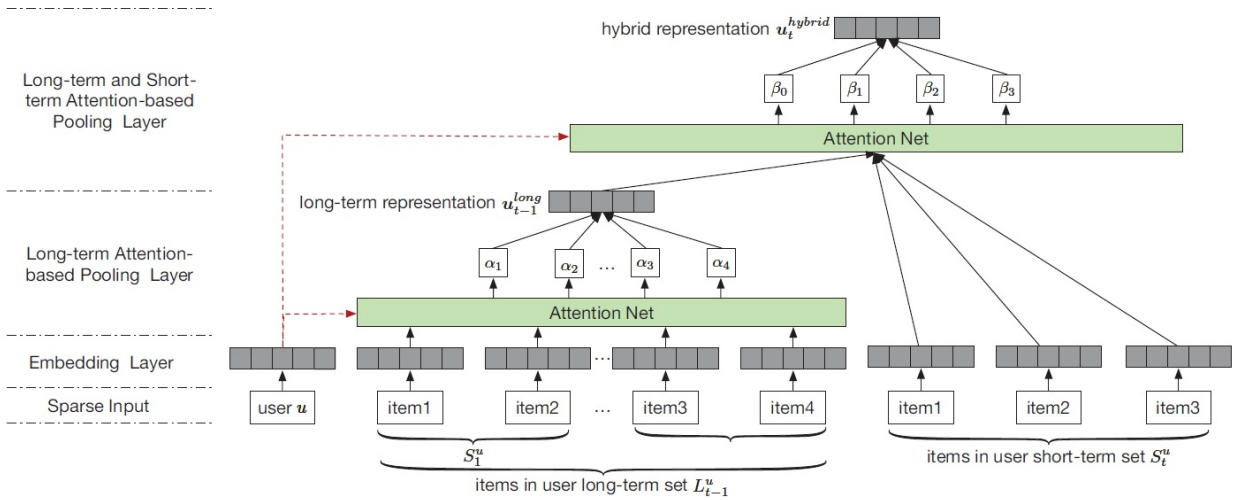 hybrid representation u_t^{hybrid}
Long-term and Short-
term Attention-based
Pooling Layer
β0 β1 β2 β3
Attention Net
long-term representation u_{t-1}^{long}
Long-term Attention-
based Pooling Layer
α1 α2 ... α3 α4
Attention Net
Embedding Layer
...
Sparse Input
user u
item1 item2 ... item3 item4
item1 item2 item3
S_1^u
items in user long-term set L_{t-1}^u
items in user short-term set S_t^u